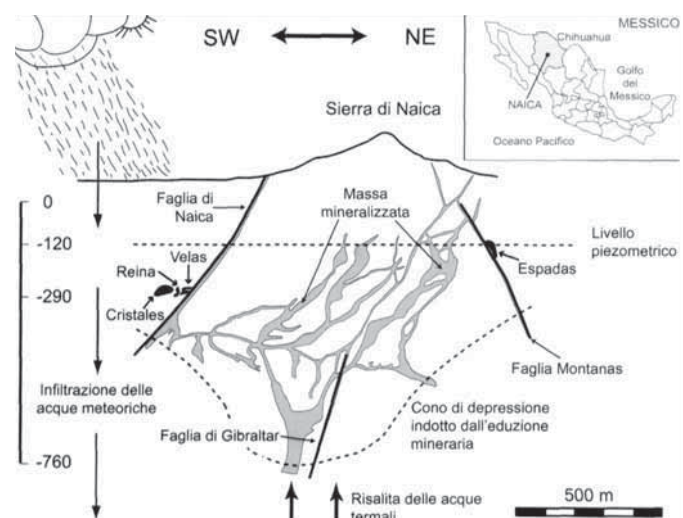 SW
NE
MESSICO
Chihuahua
NAICA
Golfo
del
Messico
Oceano Pacifico
Sierra di Naica
Faglia di
Naica
Massa
mineralizzata
Livello
piezometrico
0
-120
-290
-760
Velas
Reina
Cristales
Espadas
Faglia Montanas
Infiltrazione delle
acque meteoriche
Faglia di Gibraltar
Cono di depressione
indotto dall'eduzione
mineraria
Risalita delle acque
termali
500 m